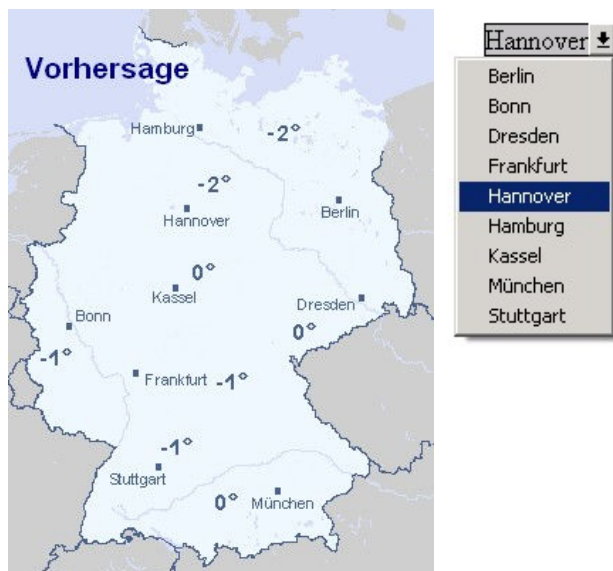 Vorhersage
Hamburg
-2°
-2°
Hannover
Berlin
0°
Kassel
Dresden
Bonn
0°
-1°
Frankfurt -1°
-1°
Stuttgart
0° München
Hannover
Berlin
Bonn
Dresden
Frankfurt
Hannover
Hamburg
Kassel
München
Stuttgart